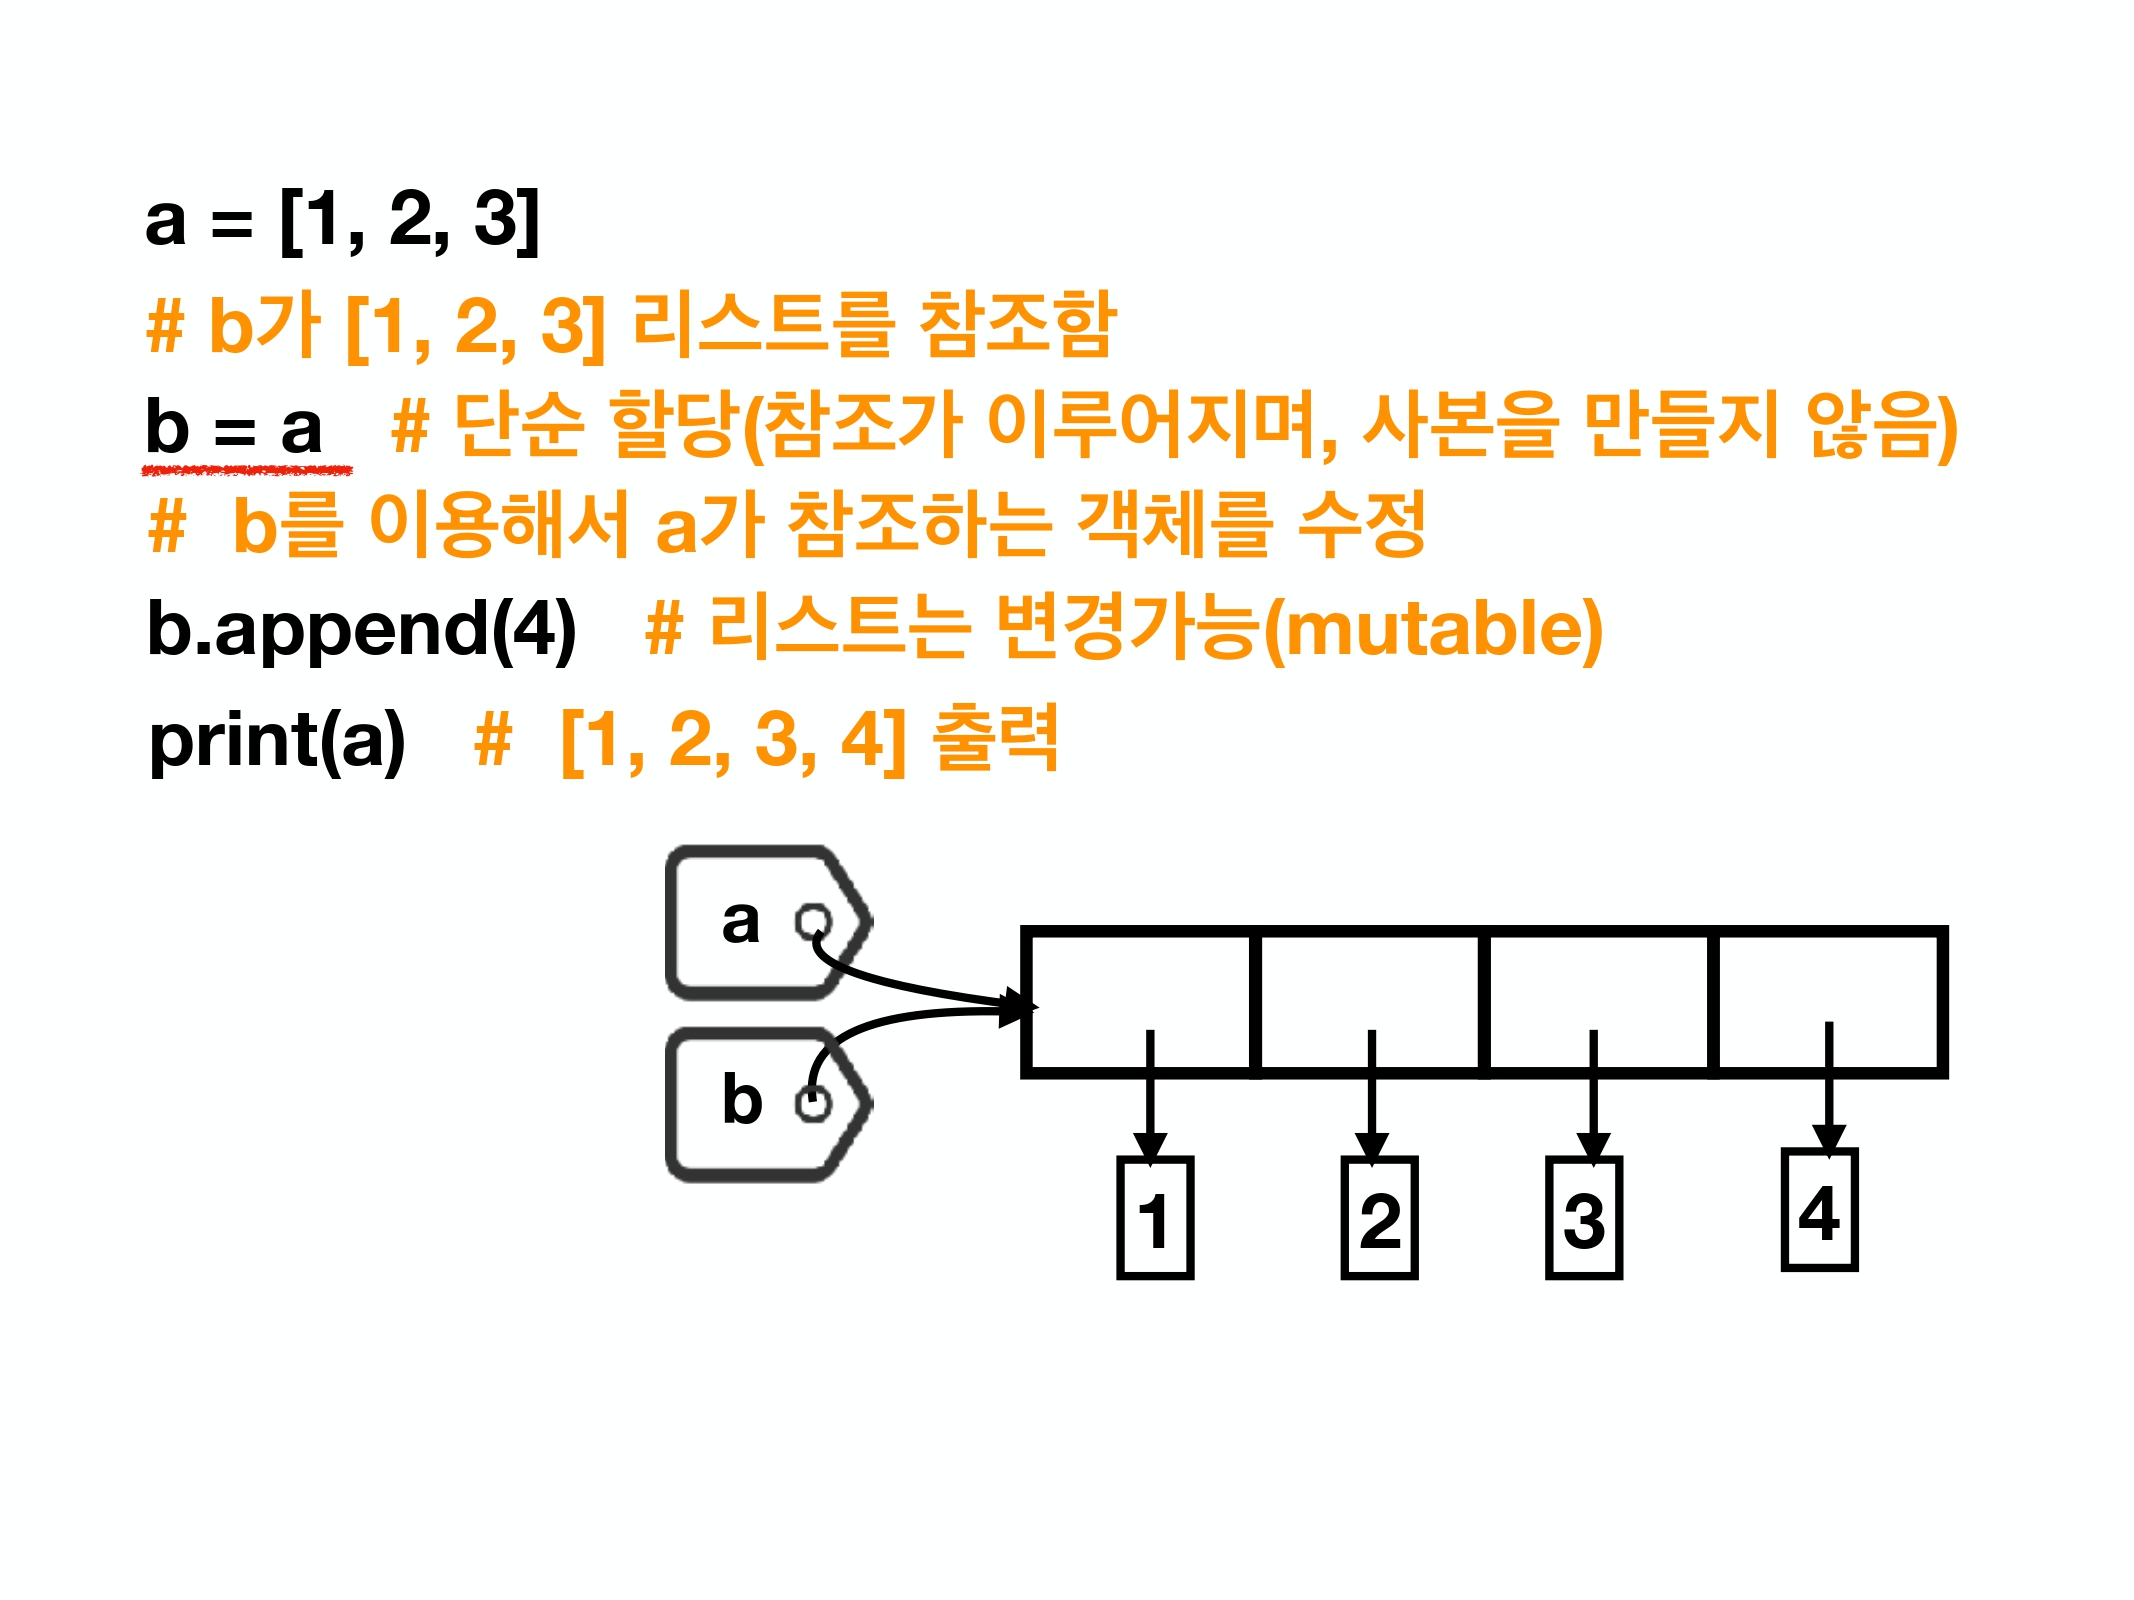 a = [1, 2, 3]
# b가 [1, 2, 3] 리스트를 참조함
b = a # 단순 할당(참조가 이루어지며, 사본을 만들지 않음)
# b를 이용해서 a가 참조하는 객체를 수정
b.append(4) # 리스트는 변경가능(mutable)
print(a) # [1, 2, 3, 4] 출력
a
b
1 2 3 4